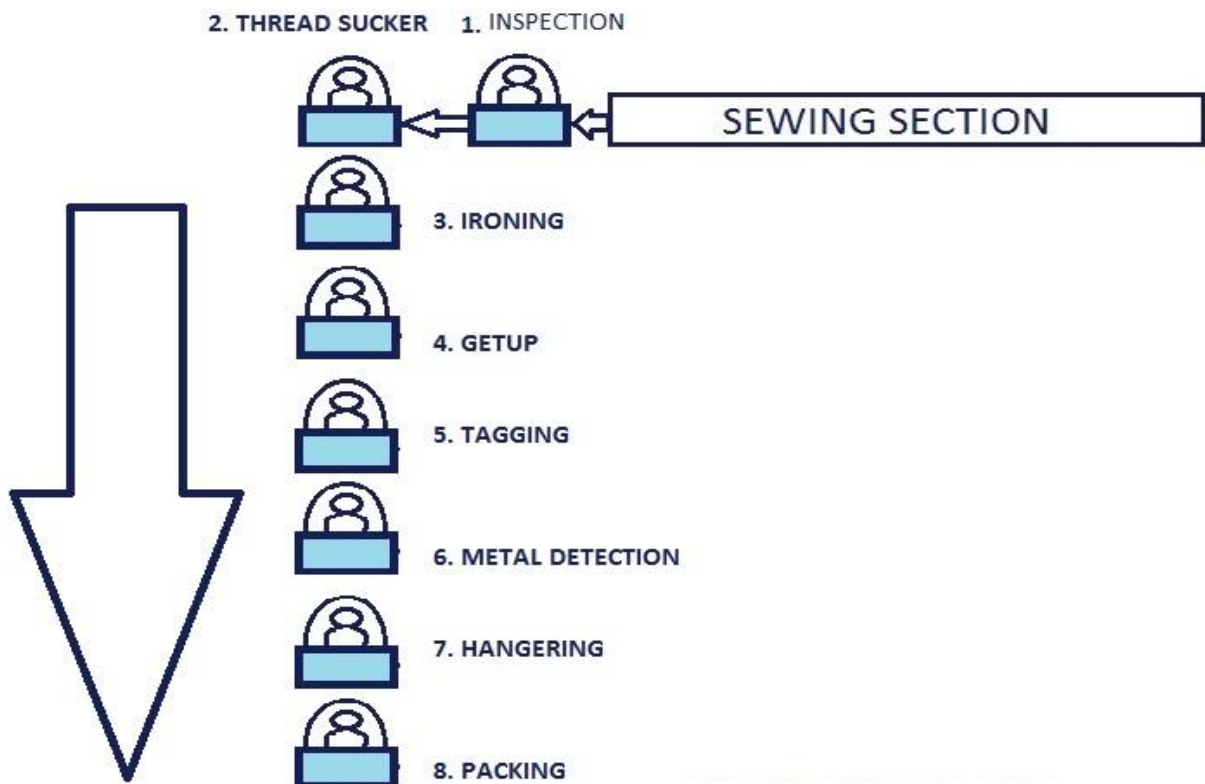 2. THREAD SUCKER
1. INSPECTION
SEWING SECTION
3. IRONING
4. GETUP
5. TAGGING
6. METAL DETECTION
7. HANGERING
8. PACKING